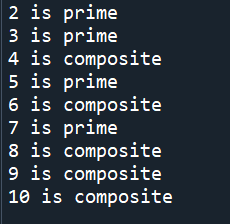 2 is prime
3 is prime
4 is composite
5 is prime
6 is composite
7 is prime
8 is composite
9 is composite
10 is composite